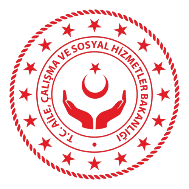 T.C. AİLE, ÇALIŞMA VE SOSYAL HİZMETLER BAKANLIĞI